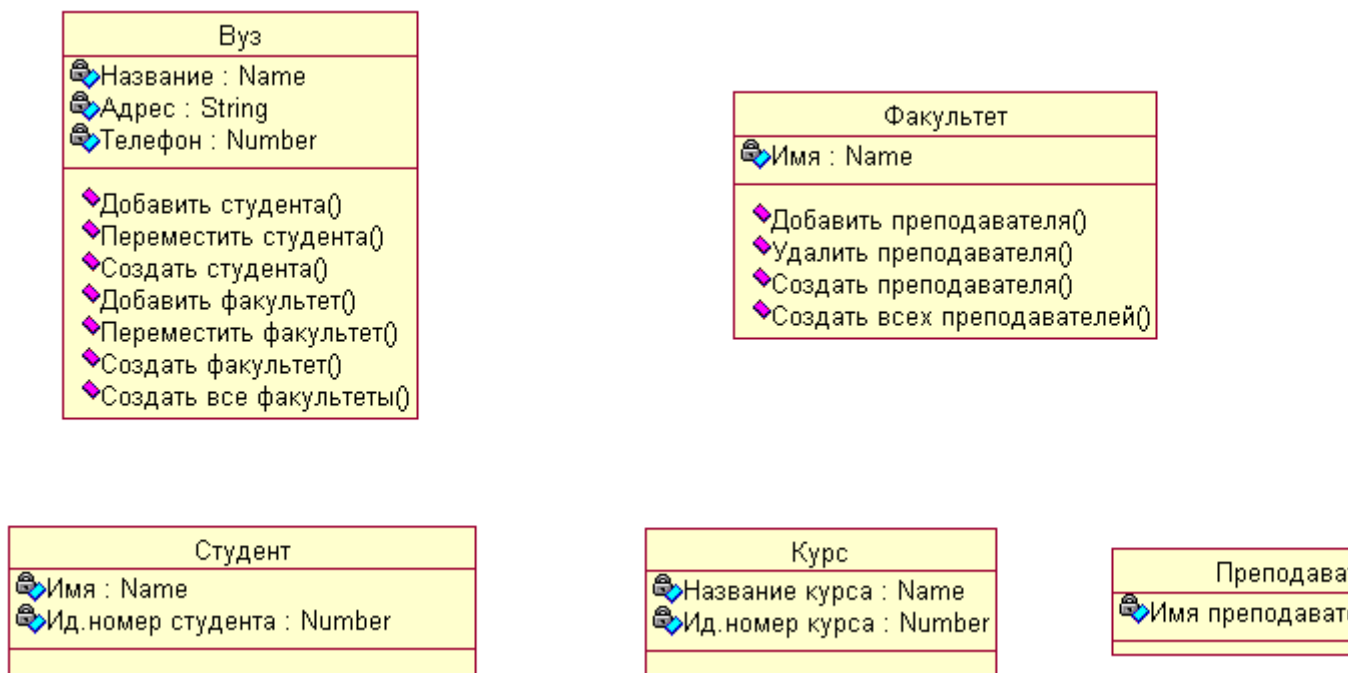 Вуз
Название : Name
Адрес : String
Телефон : Number
Добавить студента()
Переместить студента()
Создать студента()
Добавить факультет()
Переместить факультет()
Создать факультет()
Создать все факультеты()
Факультет
Имя : Name
Добавить преподавателя()
Удалить преподавателя()
Создать преподавателя()
Создать всех преподавателей()
Студент
Имя : Name
Ид.номер студента : Number
Курс
Название курса : Name
Ид.номер курса : Number
Имя